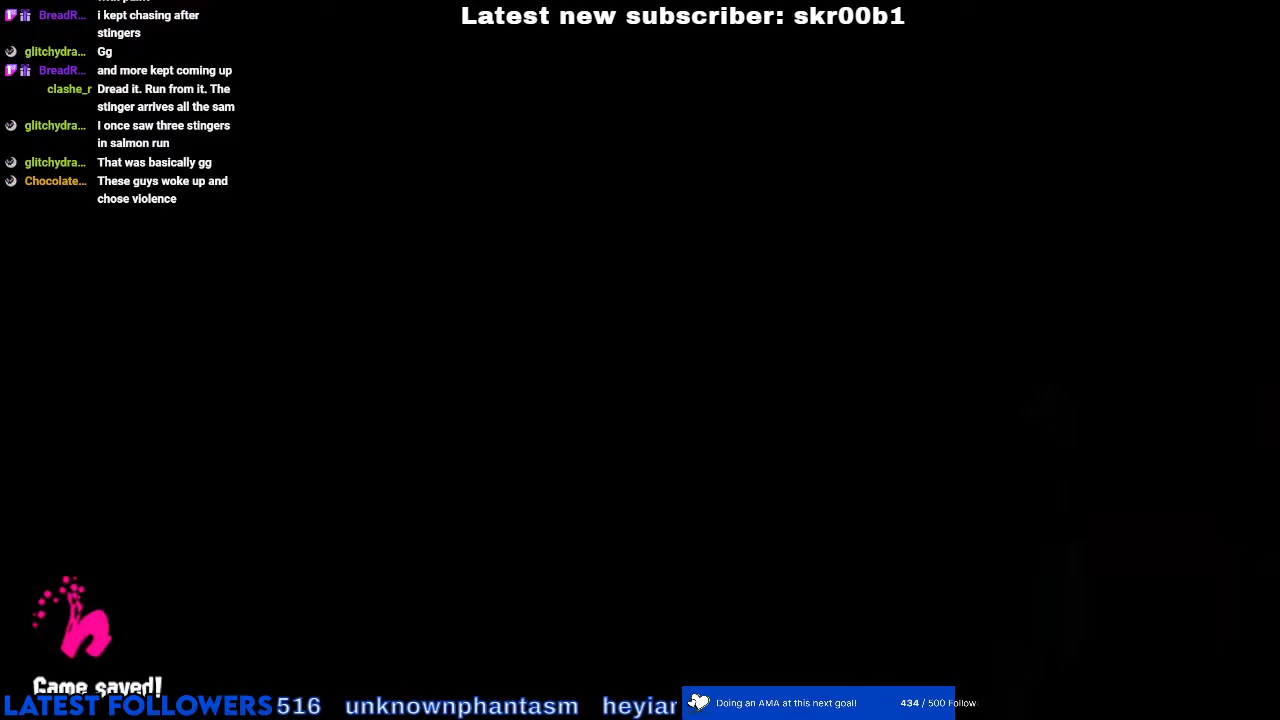 Latest new subscriber: skr00b1
BreadR... i kept chasing after
stingers
glitchydra... Gg
BreadR... and more kept coming up
clashe_r Dread it. Run from it. The
stinger arrives all the sam
glitchydra... I once saw three stingers
in salmon run
glitchydra... That was basically gg
Chocolate... These guys woke up and
chose violence
Game saved!
LATEST FOLLOWERS 516 unknownphantasm heyiar
Doing an AMA at this next goal! 434 / 500 Follow